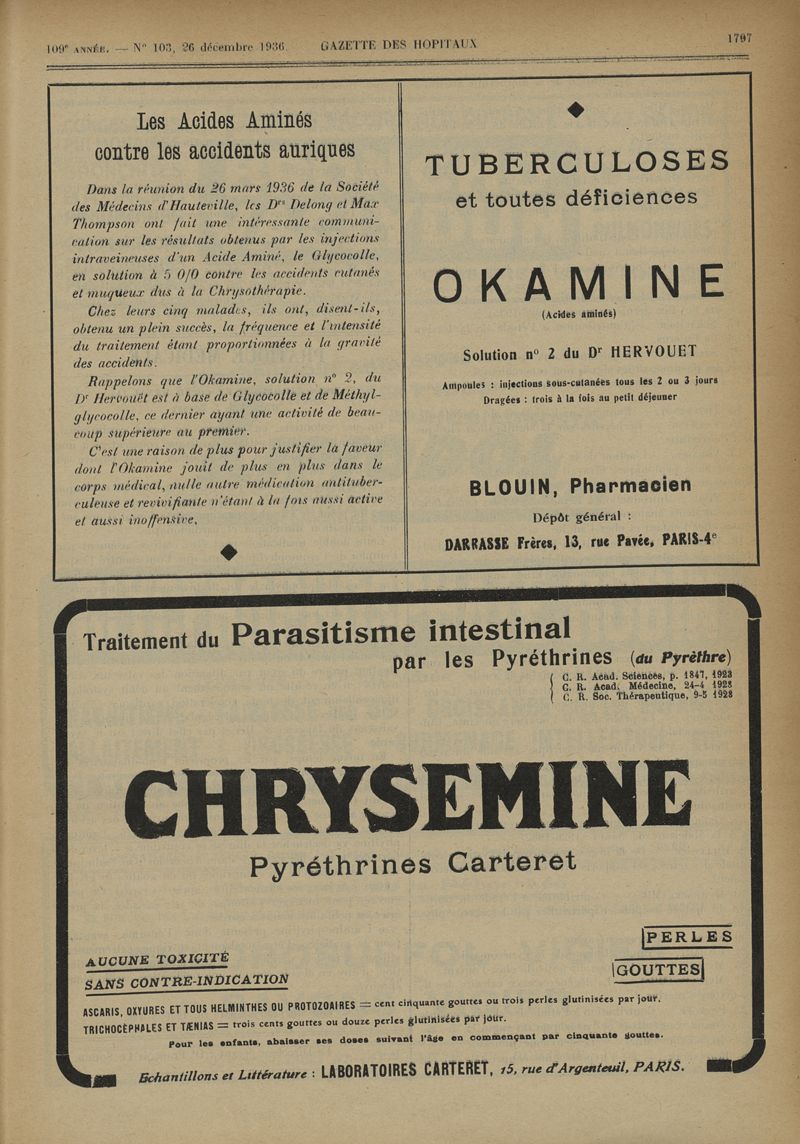 109e ANNÉE. — N° 103, 26 décembre 1936
GAZETTE DES HOPITAUX
1797
Les Acides Aminés
contre les accidents auriques
Dans la réunion du 26 mars 1936 de la Société
des Médecins d'Hauteville, les Drs Delong et Max
Thompson ont fait une intéressante communi-
cation sur les résultats obtenus par les injections
intraveineuses d'un Acide Aminé, le Glycocolle,
en solution à 5 0/0 contre les accidents cutanés
et muqueux dus à la Chrysothérapie.
Chez leurs cinq malades, ils ont, disent-ils,
obtenu un plein succès, la fréquence et l'intensité
du traitement étant proportionnées à la gravité
des accidents.
Rappelons que l'Okamine, solution n° 2, du
Dr Hervouët est à base de Glycocolle et de Méthyl-
glycocolle, ce dernier ayant une activité de beau-
coup supérieure au premier.
C'est une raison de plus pour justifier la faveur
dont l'Okamine jouit de plus en plus dans le
corps médical, nulle autre médication antituber-
culeuse et revivifiante n'étant à la fois aussi active
et aussi inoffensive,
TUBERCULOSES
et toutes déficiences
OKAMINE
(Acides aminés)
Solution n° 2 du Dr HERVOUET
Ampoules : injections sous-cutanées tous les 2 ou 3 jours
Dragées : trois à la fois au petit déjeuner
BLOUIN, Pharmacien
Dépôt général :
DARRASSE Frères, 13, rue Pavée, PARIS-4e
Traitement du Parasitisme intestinal
par les Pyréthrines (du Pyrèthre)
C. R. Acad. Sciences, p. 1847, 1923
C. R. Acad. Médecine, 24-4 1928
C. R. Soc. Thérapeutique, 9-5 1928
CHRYSEMINE
Pyréthrines Carteret
PERLES
GOUTTES
AUCUNE TOXICITÉ
SANS CONTRE-INDICATION
ASCARIS, OXYURES ET TOUS HELMINTHES OU PROTOZOAIRES = cent cinquante gouttes ou trois perles glutinisées par jour.
TRICHOCÉPHALES ET TÆNIAS = trois cents gouttes ou douze perles glutinisées par jour.
Pour les enfants, abaisser ses doses suivant l'âge en commençant par cinquante gouttes.
Echantillons et Littérature : LABORATOIRES CARTERET, 15, rue d'Argenteuil, PARIS.